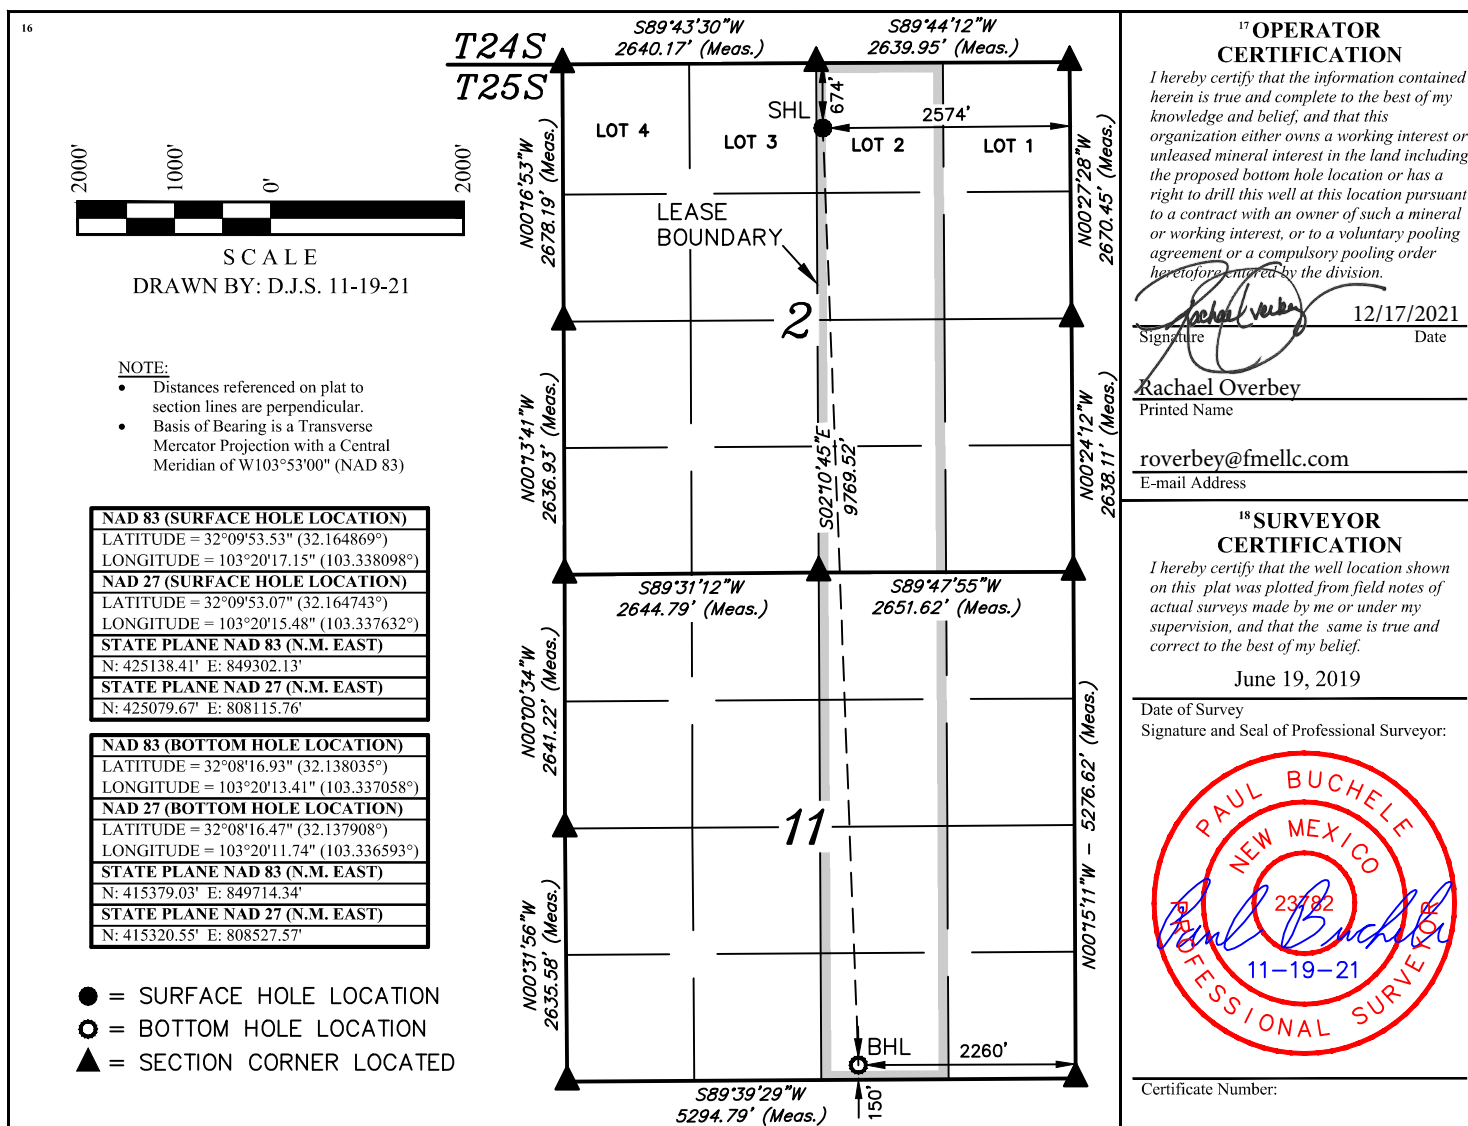 16
T24S
T25S
S89°43'30"W
2640.17' (Meas.)
S89°44'12"W
2639.95' (Meas.)
674'
SHL
2574'
LOT 4
LOT 3
LOT 2
LOT 1
N00°16'53"W
2678.19' (Meas.)
N00°27'28"W
2670.45' (Meas.)
LEASE
BOUNDARY
2
N00°13'41"W
2636.93' (Meas.)
S02°10'45"E
9769.52'
N00°24'12"W
2638.11' (Meas.)
S89°31'12"W
2644.79' (Meas.)
S89°47'55"W
2651.62' (Meas.)
N00°00'34"W
2641.22' (Meas.)
11
N00°15'11"W - 5276.62' (Meas.)
N00°31'56"W
2635.58' (Meas.)
BHL
2260'
150'
S89°39'29"W
5294.79' (Meas.)
2000'
1000'
0'
2000'
SCALE
DRAWN BY: D.J.S. 11-19-21
NOTE:
• Distances referenced on plat to
section lines are perpendicular.
• Basis of Bearing is a Transverse
Mercator Projection with a Central
Meridian of W103°53'00" (NAD 83)
NAD 83 (SURFACE HOLE LOCATION)
LATITUDE = 32°09'53.53" (32.164869°)
LONGITUDE = 103°20'17.15" (103.338098°)
NAD 27 (SURFACE HOLE LOCATION)
LATITUDE = 32°09'53.07" (32.164743°)
LONGITUDE = 103°20'15.48" (103.337632°)
STATE PLANE NAD 83 (N.M. EAST)
N: 425138.41' E: 849302.13'
STATE PLANE NAD 27 (N.M. EAST)
N: 425079.67' E: 808115.76'
NAD 83 (BOTTOM HOLE LOCATION)
LATITUDE = 32°08'16.93" (32.138035°)
LONGITUDE = 103°20'13.41" (103.337058°)
NAD 27 (BOTTOM HOLE LOCATION)
LATITUDE = 32°08'16.47" (32.137908°)
LONGITUDE = 103°20'11.74" (103.336593°)
STATE PLANE NAD 83 (N.M. EAST)
N: 415379.03' E: 849714.34'
STATE PLANE NAD 27 (N.M. EAST)
N: 415320.55' E: 808527.57'
= SURFACE HOLE LOCATION
= BOTTOM HOLE LOCATION
= SECTION CORNER LOCATED
17 OPERATOR
CERTIFICATION
I hereby certify that the information contained
herein is true and complete to the best of my
knowledge and belief, and that this
organization either owns a working interest or
unleased mineral interest in the land including
the proposed bottom hole location or has a
right to drill this well at this location pursuant
to a contract with an owner of such a mineral
or working interest, or to a voluntary pooling
agreement or a compulsory pooling order
heretofore entered by the division.
Rachael Overbey
12/17/2021
Signature Date
Rachael Overbey
Printed Name
roverbey@fmellc.com
E-mail Address
18 SURVEYOR
CERTIFICATION
I hereby certify that the well location shown
on this plat was plotted from field notes of
actual surveys made by me or under my
supervision, and that the same is true and
correct to the best of my belief.
June 19, 2019
Date of Survey
Signature and Seal of Professional Surveyor:
PAUL BUCHELE
NEW MEXICO
23782
Paul Buchele
11-19-21
PROFESSIONAL SURVEYOR
Certificate Number: